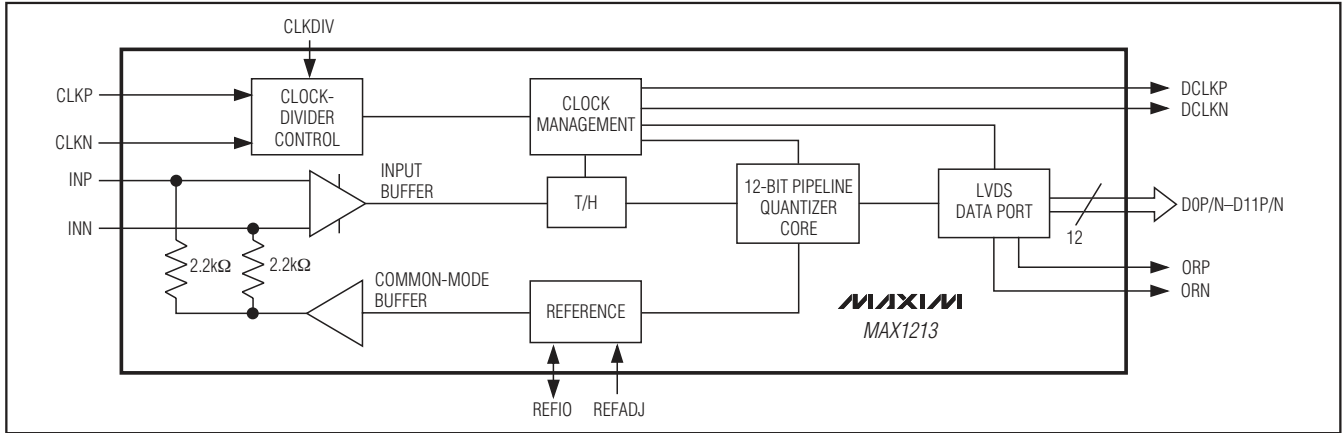 CLKDIV
CLKP
CLKN
CLOCK-
DIVIDER
CONTROL
CLOCK
MANAGEMENT
DCLKP
DCLKN
INP
INN
INPUT
BUFFER
T/H
12-BIT PIPELINE
QUANTIZER
CORE
LVDS
DATA PORT
12
D0P/N–D11P/N
2.2kΩ
2.2kΩ
COMMON-MODE
BUFFER
REFERENCE
ORP
ORN
MAXIM
MAX1213
REFIO
REFADJ